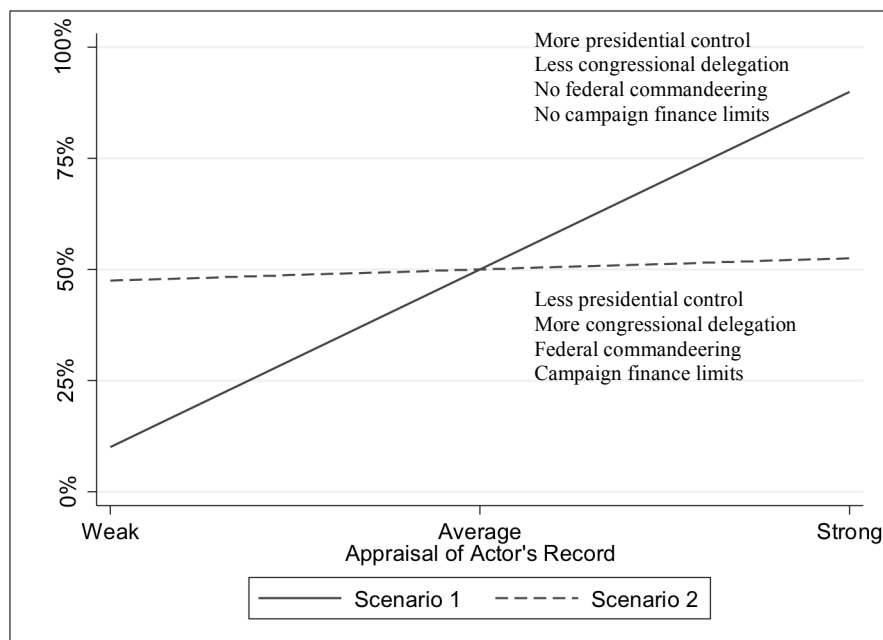 100%
75%
50%
25%
0%
More presidential control
Less congressional delegation
No federal commandeering
No campaign finance limits
Less presidential control
More congressional delegation
Federal commandeering
Campaign finance limits
Weak Average Strong
Appraisal of Actor's Record
Scenario 1 Scenario 2